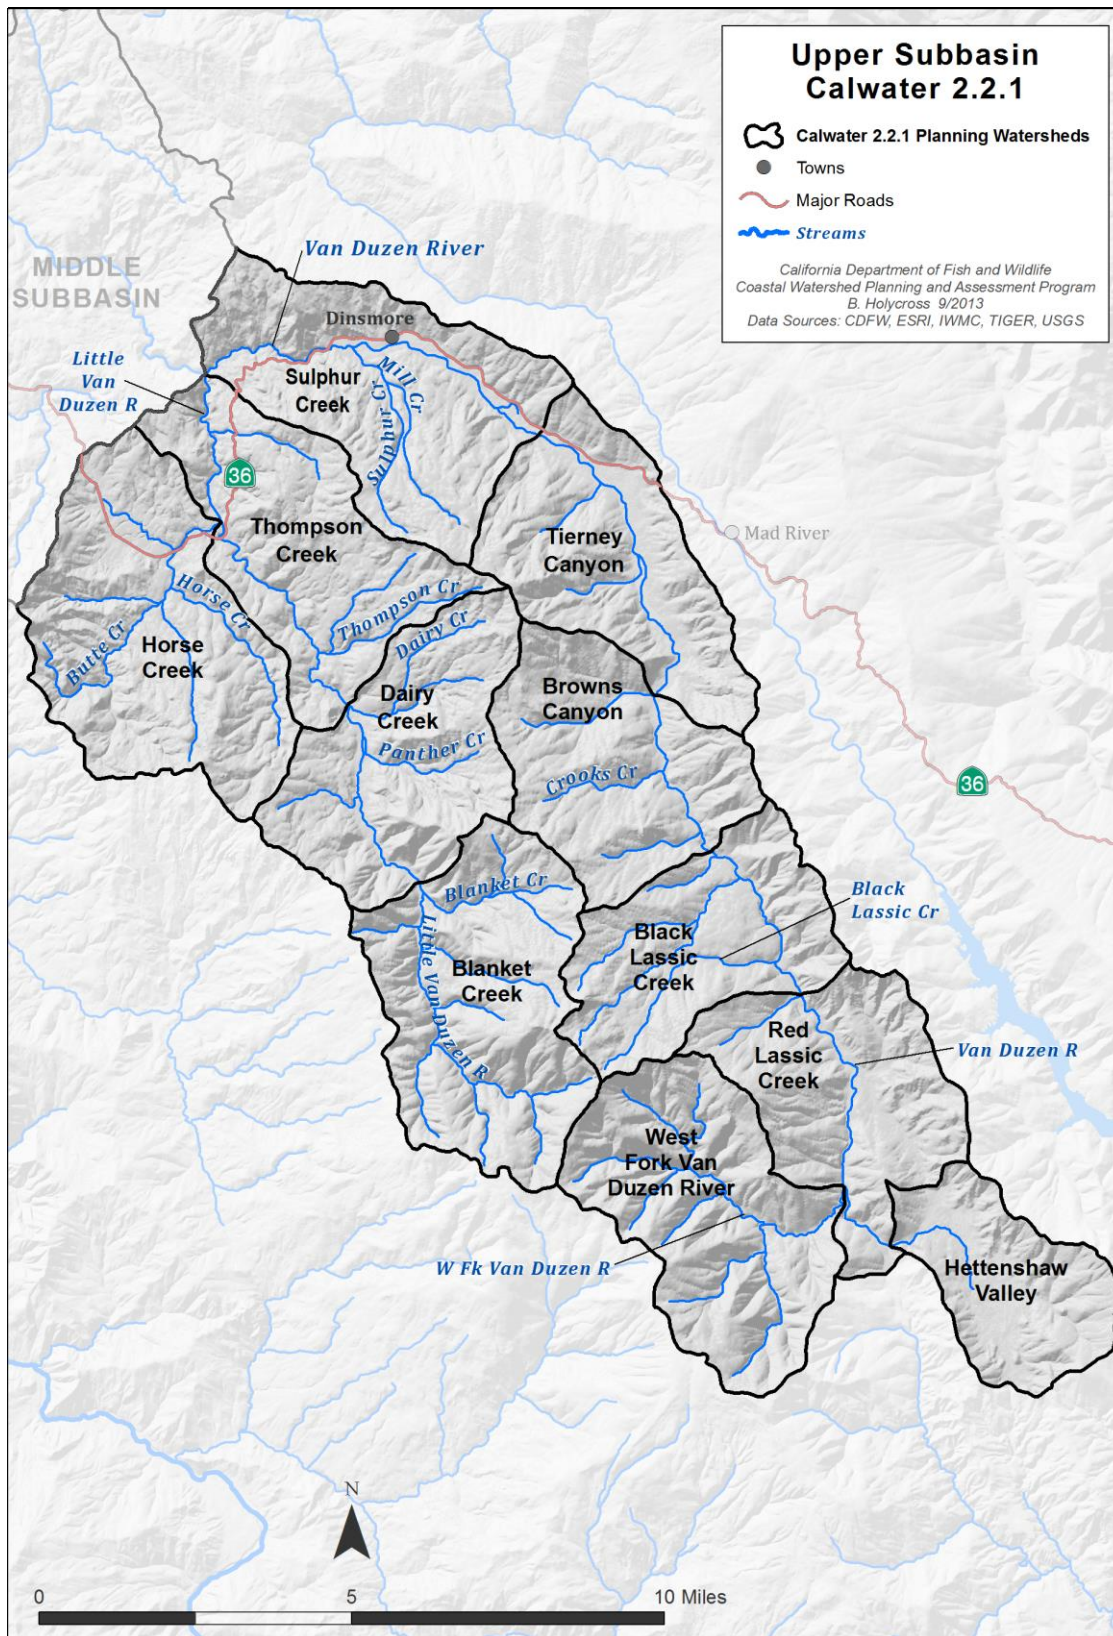 Upper Subbasin
Calwater 2.2.1
Calwater 2.2.1 Planning Watersheds
Towns
Major Roads
Streams
California Department of Fish and Wildlife
Coastal Watershed Planning and Assessment Program
B. Holycross 9/2013
Data Sources: CDFW, ESRI, IWMC, TIGER, USGS
MIDDLE
SUBBASIN
Van Duzen River
Dinsmore
Little
Van
Duzen R
Sulphur
Creek
Mill Cr
Sulphur Cr
36
Thompson
Creek
Tierney
Canyon
Mad River
Thompson Cr
Horse Cr
Dairy Cr
Butte Cr
Horse
Creek
Dairy
Creek
Browns
Canyon
Panther Cr
Crooks Cr
36
Blanket Cr
Black
Lassic Cr
Little Van Duzen R
Black
Lassic
Creek
Blanket
Creek
Red
Lassic
Creek
Van Duzen R
West
Fork Van
Duzen River
W Fk Van Duzen R
Hettenshaw
Valley
N
0 5 10 Miles